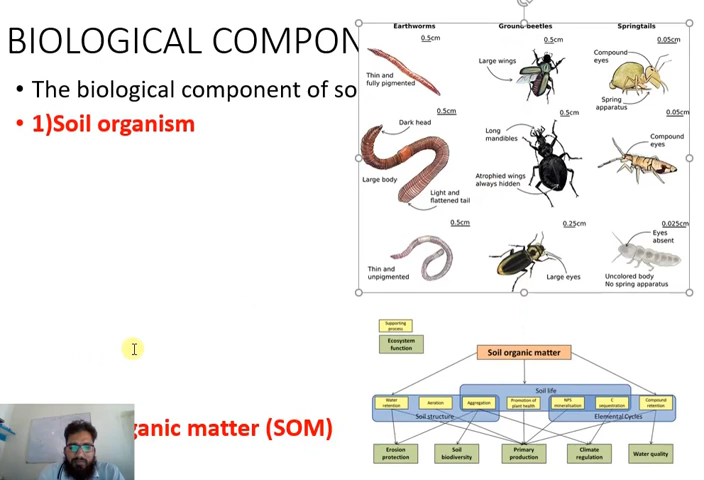 BIOLOGICAL COMPON
• The biological component of so
• 1)Soil organism
ganic matter (SOM)
Earthworms
Ground beetles
Springtails
0.5cm
0.5cm
0.05cm
Thin and
fully pigmented
Large wings
Compound
eyes
Spring
apparatus
0.5cm
0.5cm
0.05cm
Dark head
Large body
Light and
flattened tail
Long
mandibles
Atrophied wings
always hidden
Compound
eyes
0.5cm
0.25cm
0.025cm
Thin and
unpigmented
Large eyes
Eyes
absent
Uncolored body
No spring apparatus
Supporting
process
Ecosystem
function
Soil organic matter
Soil life
Water
retention
Aeration
Aggregation
Promotion of
plant health
NPS
mineralization
C
sequestration
Compound
retention
Soil structure
Elemental Cycles
Erosion
protection
Soil
biodiversity
Primary
production
Climate
regulation
Water quality